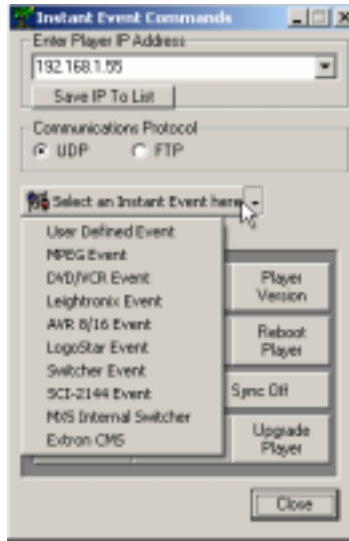 Instant Event Commands
Enter Player IP Address
192.168.1.55
Save IP To List
Communications Protocol
UDP FTP
Select an Instant Event here
User Defined Event
MPEG Event
DVD/VCR Event
Leightronix Event
AVR 8/16 Event
LogoStar Event
Switcher Event
SCI-2144 Event
MXS Internal Switcher
Extron CMS
Player
Version
Reboot
Player
Sync Off
Upgrade
Player
Close